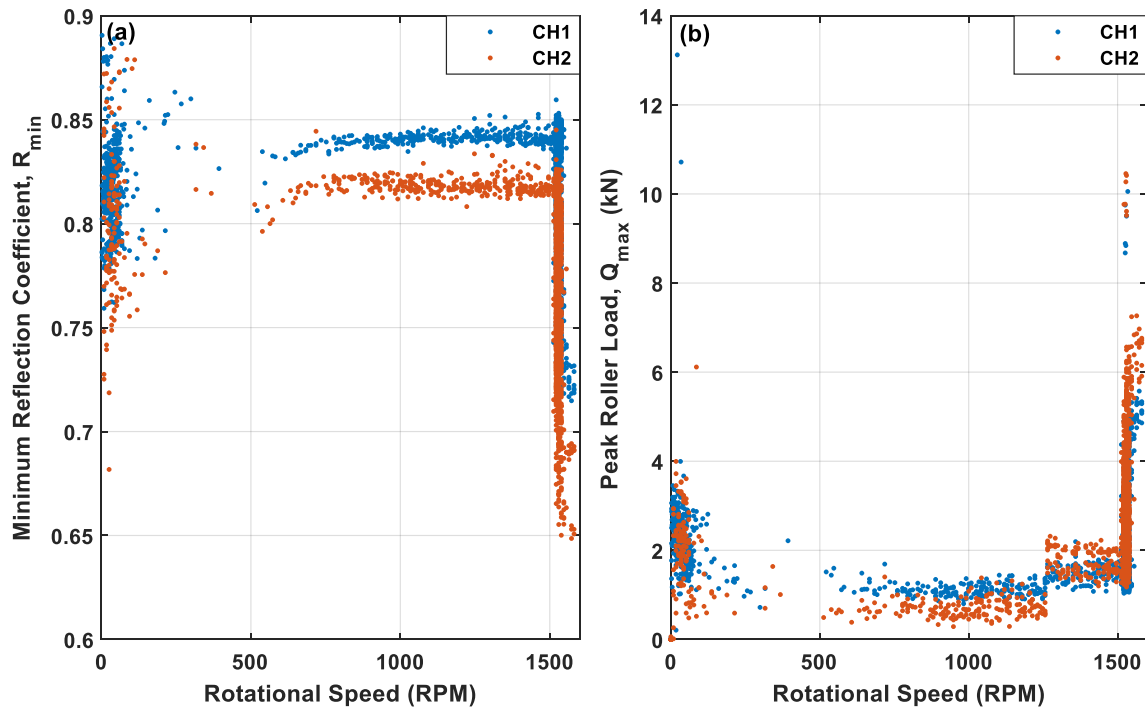 (a)
CH1
CH2
0.9
0.85
0.8
0.75
0.7
0.65
0.6
Minimum Reflection Coefficient, R_min
0 500 1000 1500
Rotational Speed (RPM)
(b)
CH1
CH2
14
12
10
8
6
4
2
0
Peak Roller Load, Q_max (kN)
0 500 1000 1500
Rotational Speed (RPM)